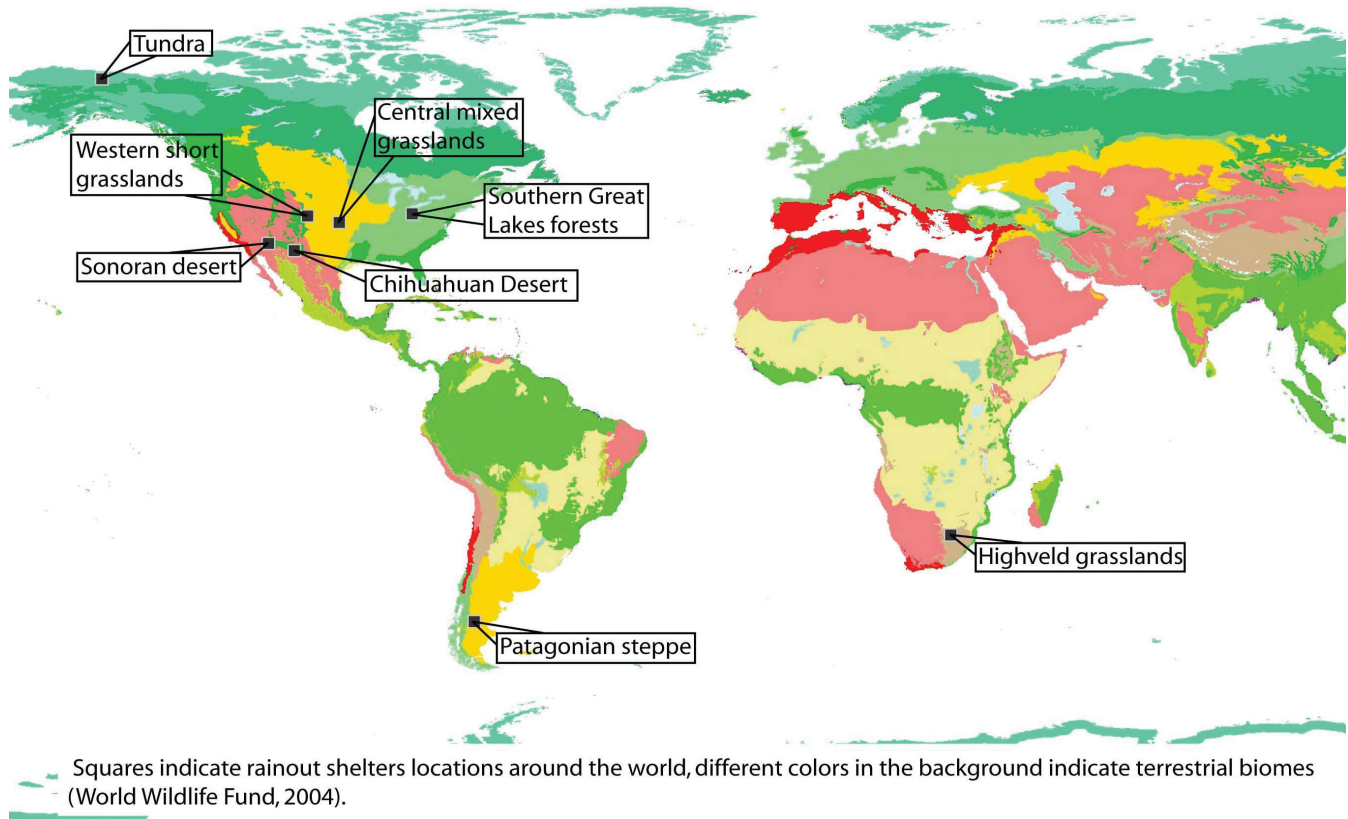 Tundra
Central mixed
grasslands
Western short
grasslands
Southern Great
Lakes forests
Sonoran desert
Chihuahuan Desert
Highveld grasslands
Patagonian steppe
Squares indicate rainout shelters locations around the world, different colors in the background indicate terrestrial biomes
(World Wildlife Fund, 2004).